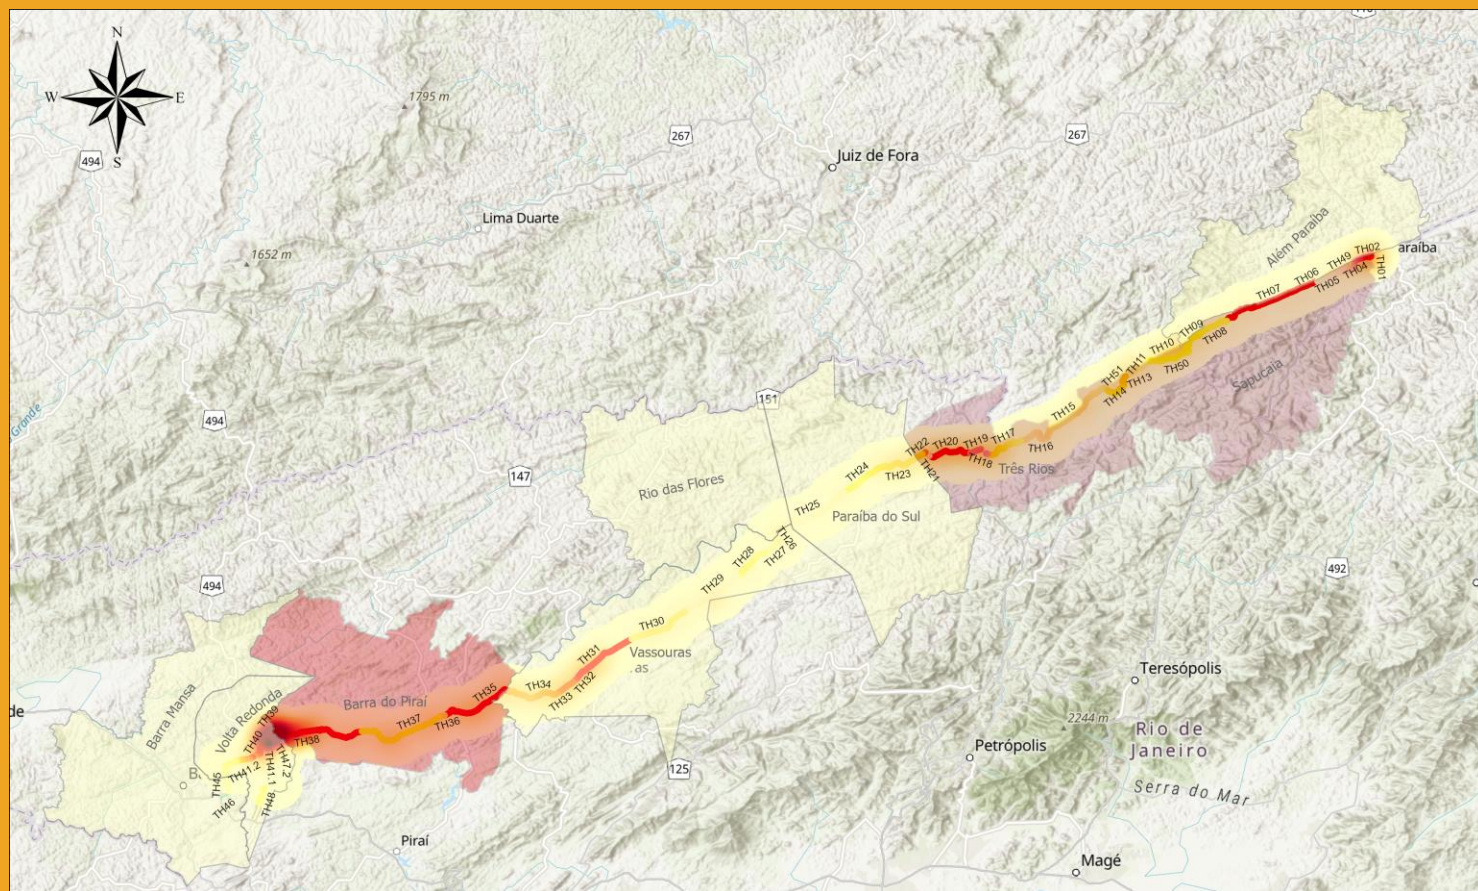 116
N
W
E
S
1795 m
267
267
Juiz de Fora
494
Lima Duarte
Além Paraíba
1652 m
TH02
araíba
TH49
TH04
TH01
TH06
TH05
TH07
TH09
TH08
TH10
TH11
TH50
TH51
TH13
TH14
Sapucaia
Grande
151
494
TH15
TH17
TH16
TH22
TH20
TH19
TH18
TH21
Três Rios
147
TH24
TH23
Rio das Flores
TH25
Paraíba do Sul
TH26
TH28
TH27
494
TH29
492
TH30
Vassouras
as
TH31
TH32
TH33
TH34
Teresópolis
Barra Mansa
Volta Redonda
Barra do Piraí
TH35
TH36
TH37
TH38
TH39
TH40
de
2244 m
Rio de
Janeiro
Petrópolis
TH47.2
TH41.1
TH41.2
B
TH45
TH46
TH48
125
Serra do Mar
Piraí
Magé